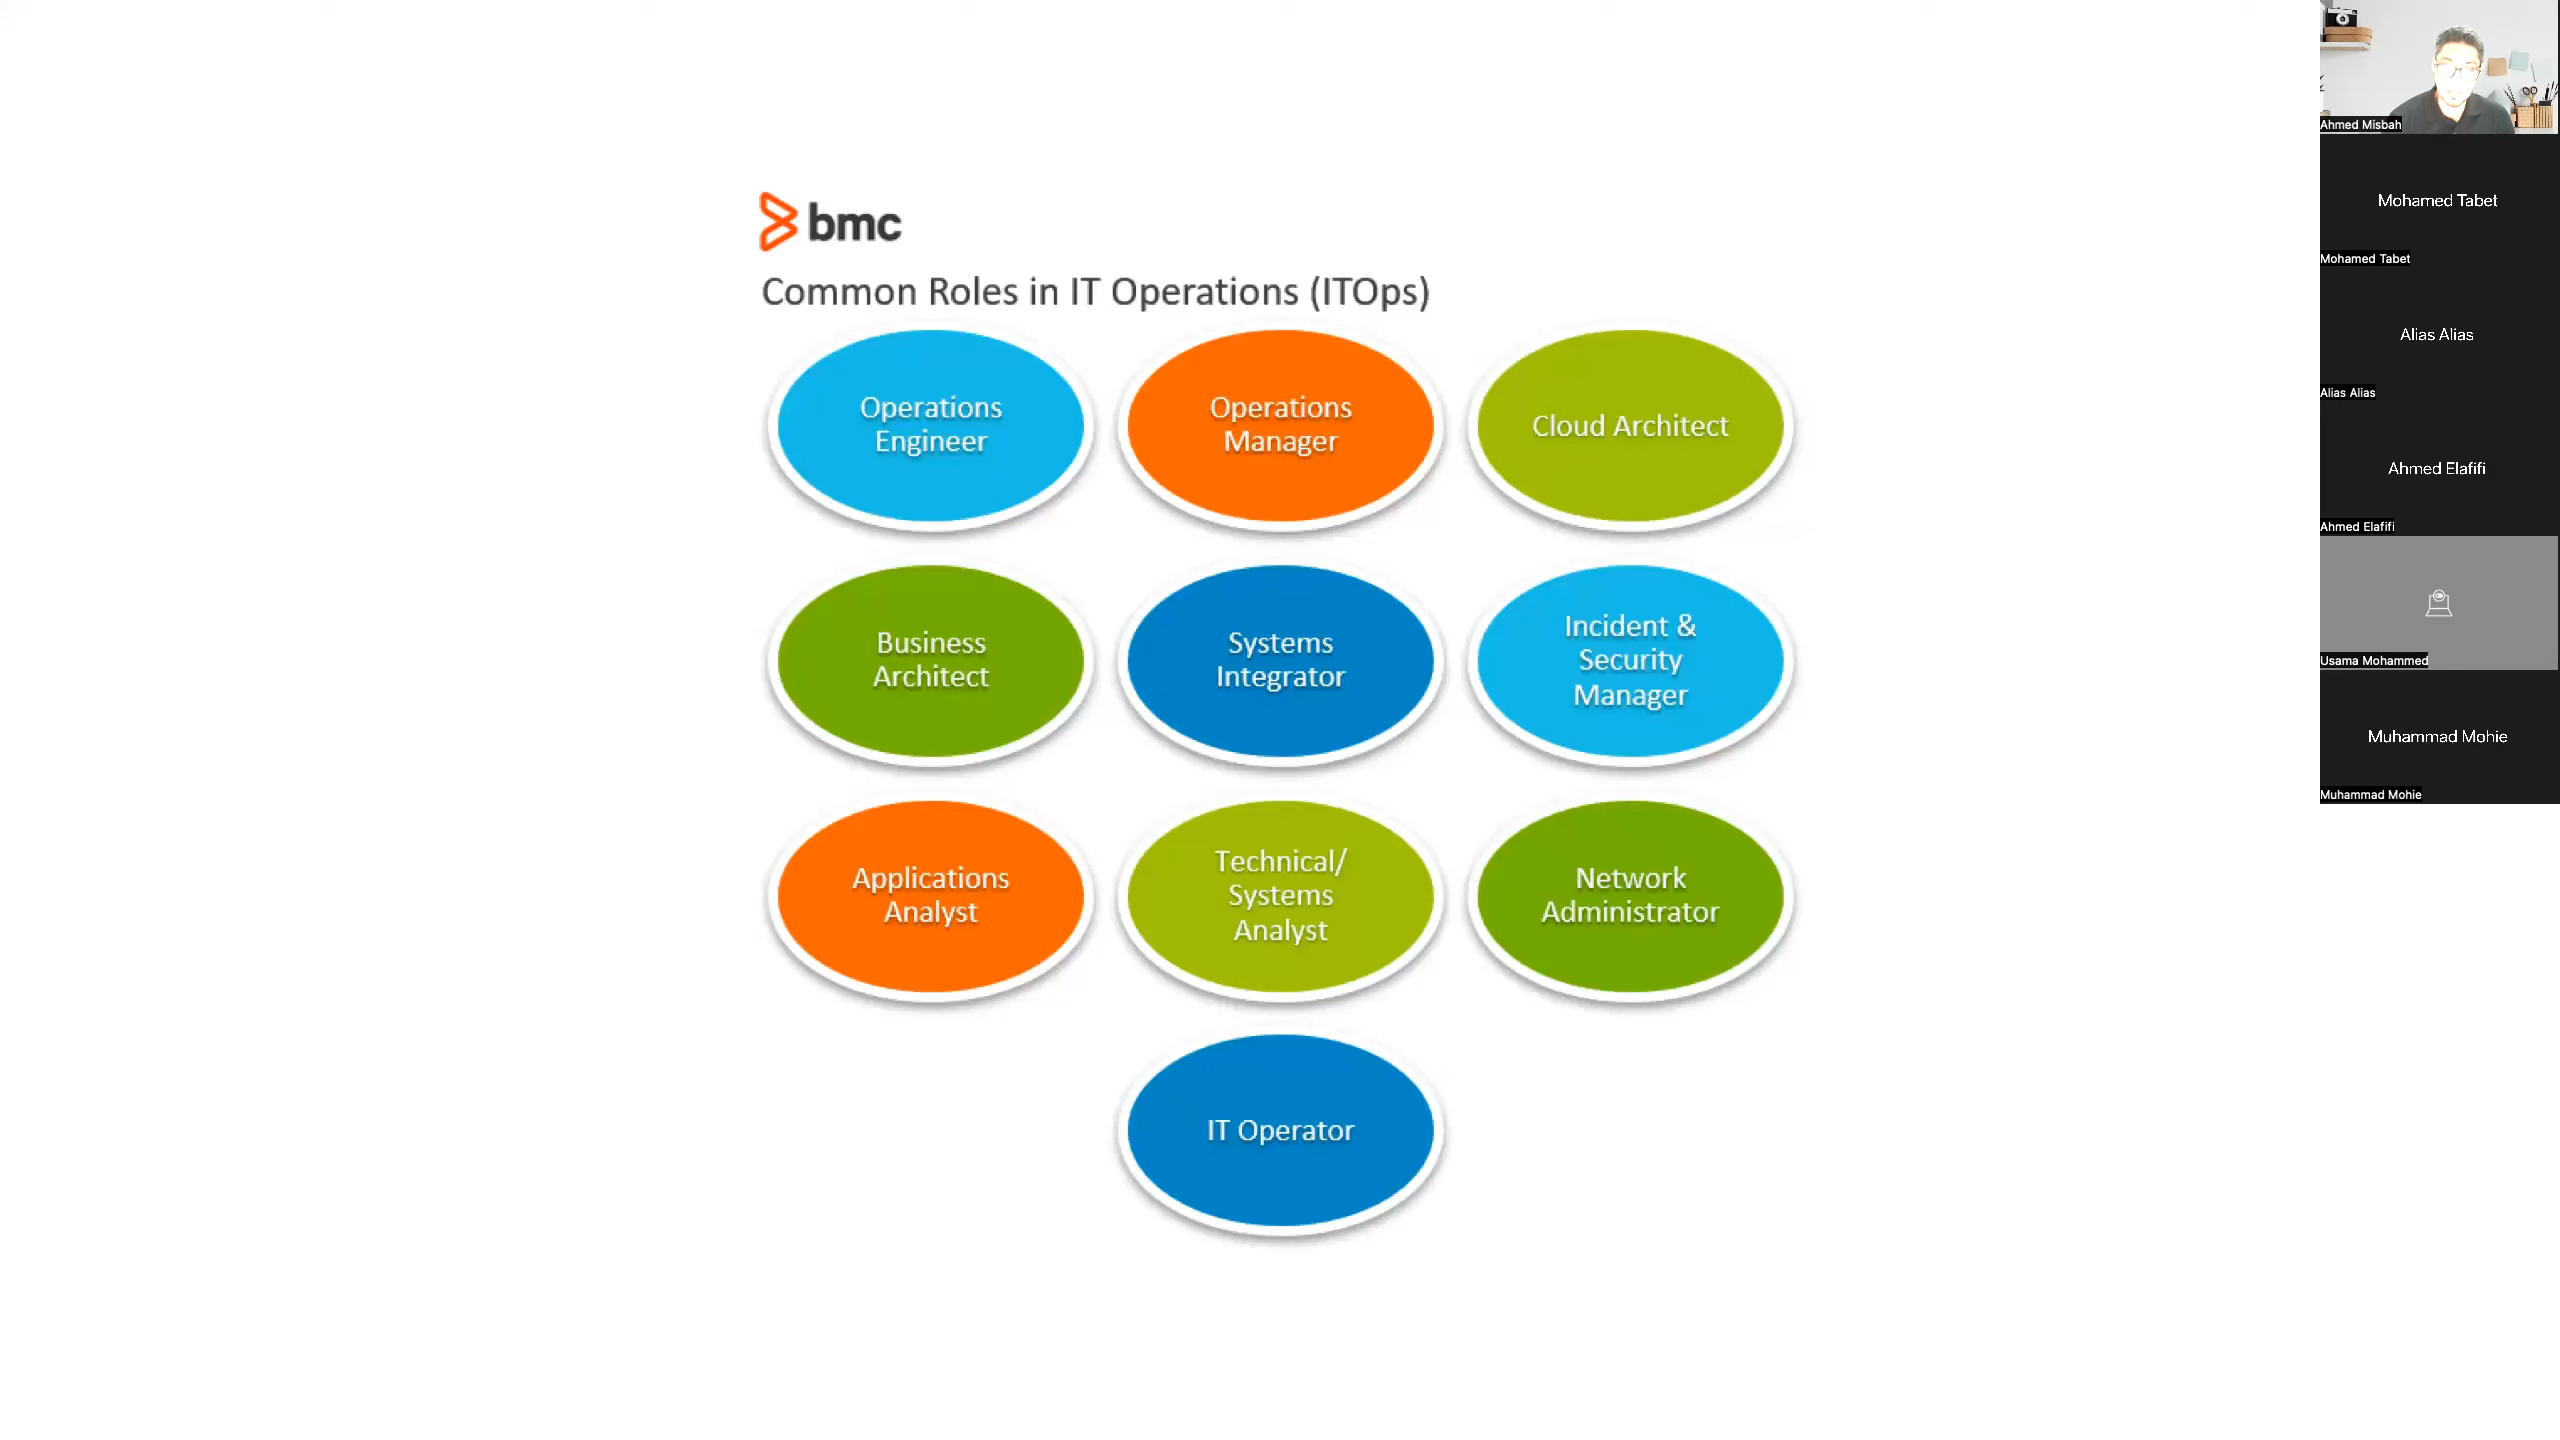 bmc
Common Roles in IT Operations (ITOps)
Operations
Engineer
Operations
Manager
Cloud Architect
Business
Architect
Systems
Integrator
Incident &
Security
Manager
Applications
Analyst
Technical/
Systems
Analyst
Network
Administrator
IT Operator
Ahmed Misbah
Mohamed Tabet
Mohamed Tabet
Alias Alias
Alias Alias
Ahmed Elafifi
Ahmed Elafifi
Usama Mohammed
Muhammad Mohie
Muhammad Mohie